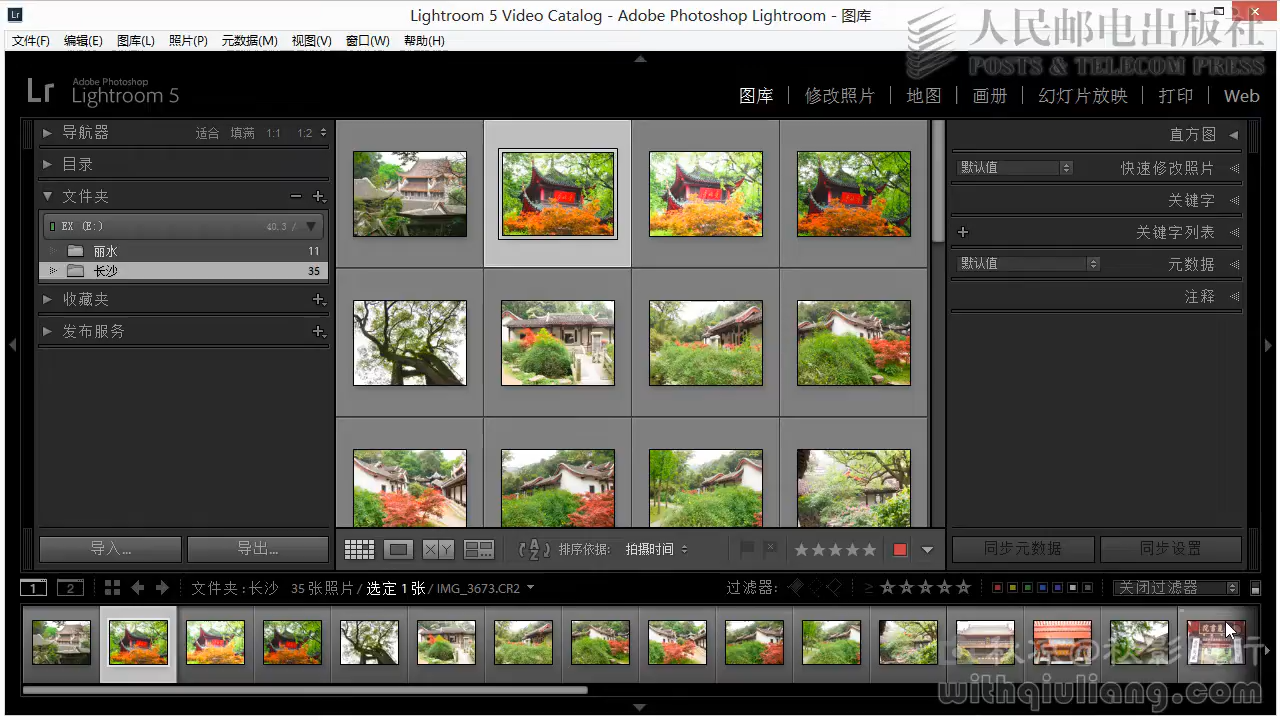 Lightroom 5 Video Catalog - Adobe Photoshop Lightroom - 图库
文件(F) 编辑(E) 图库(L) 照片(P) 元数据(M) 视图(V) 窗口(W) 帮助(H)
人民邮电出版社
POSTS & TELECOM PRESS
Lr Adobe Photoshop
Lightroom 5
图库 修改照片 地图 画册 幻灯片放映 打印 Web
导航器 适合 填满 1:1 1:2
目录
文件夹
EX (E:) 40.3 /
丽水 11
长沙 35
收藏夹
发布服务
直方图
默认值 快速修改照片
关键字
关键字列表
默认值 元数据
注释
导入... 导出...
XY 排序依据: 拍摄时间
同步元数据 同步设置
1 2 文件夹:长沙 35 张照片/选定 1张/IMG_3673.CR2
过滤器: ≥ 关闭过滤器
withqiuliang.com